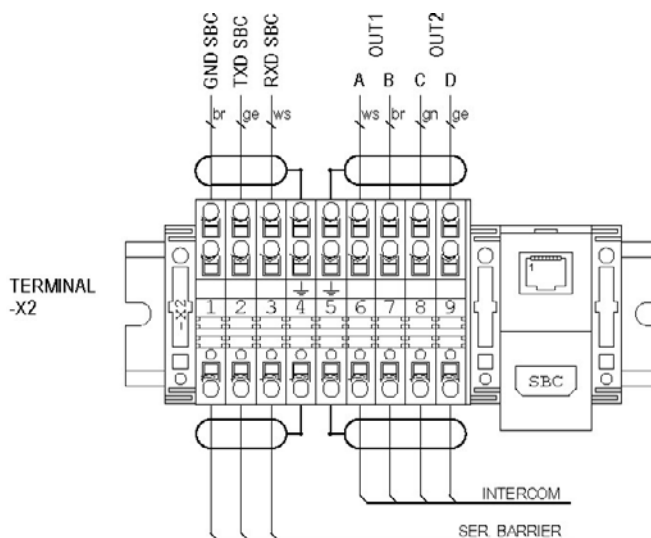 GND SBC
TXD SBC
RXD SBC
OUT1
OUT2
A B C D
br ge ws ws br gn ge
TERMINAL
-X2
-X2
1 2 3 4 5 6 7 8 9
1
SBC
INTERCOM
SER. BARRIER